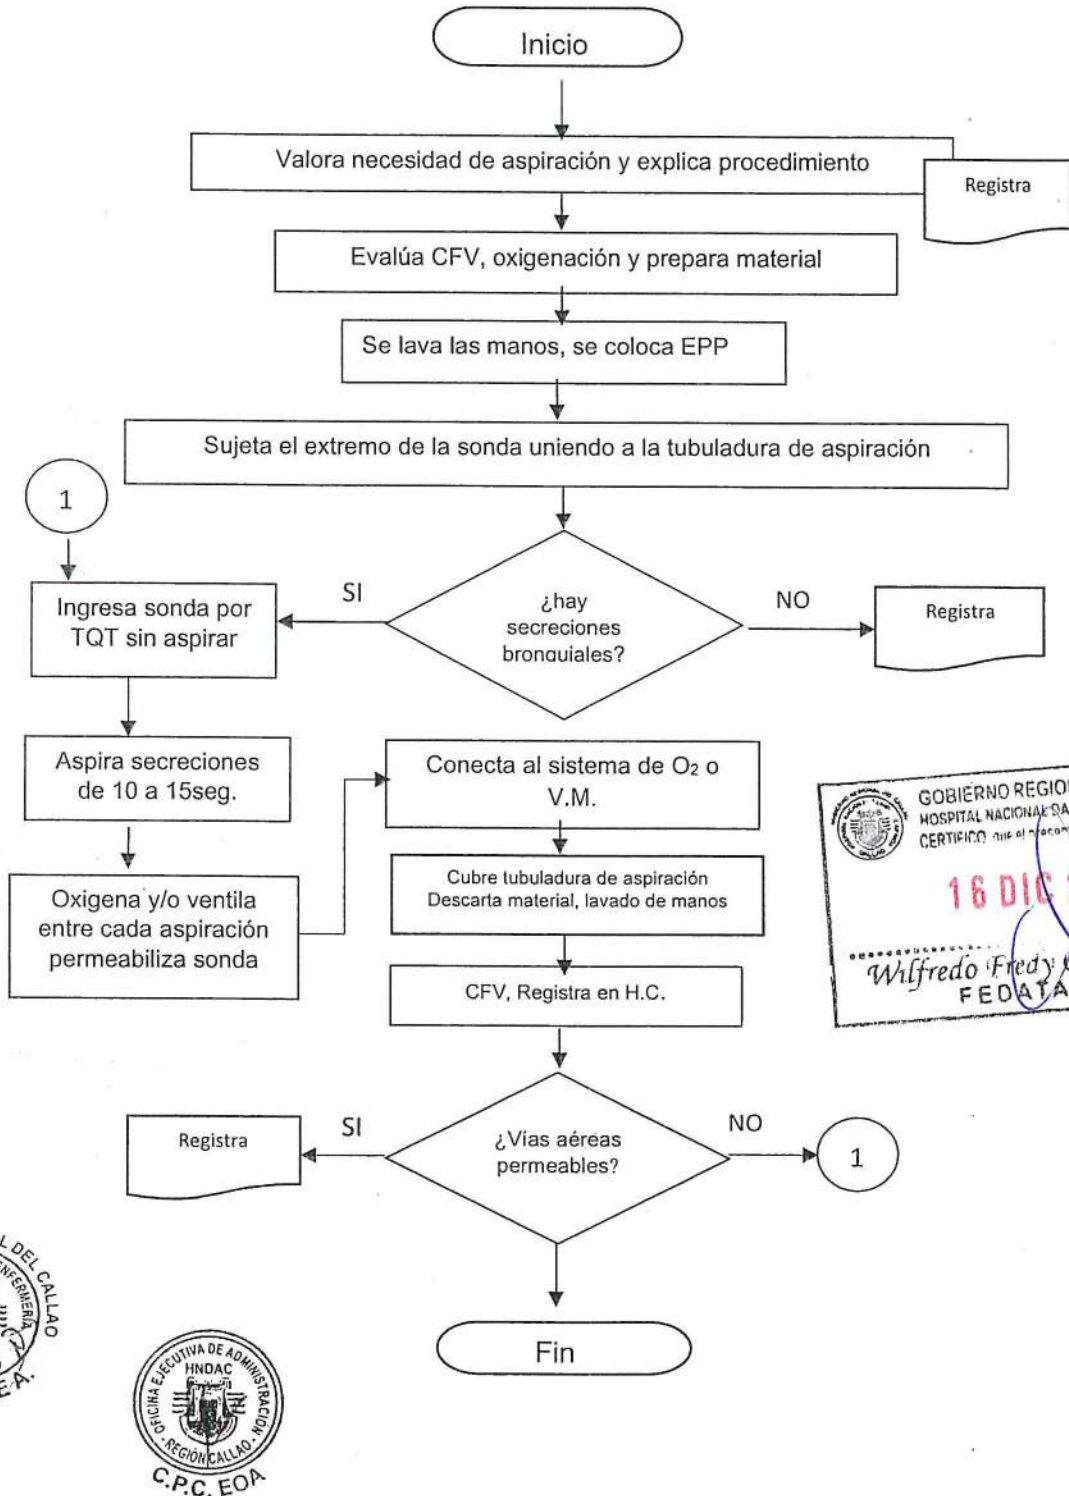 Inicio
Valora necesidad de aspiración y explica procedimiento
Registra
Evalúa CFV, oxigenación y prepara material
Se lava las manos, se coloca EPP
Sujeta el extremo de la sonda uniendo a la tubuladura de aspiración
1
SI
¿hay
secreciones
bronquiales?
NO
Registra
Ingresa sonda por
TQT sin aspirar
Aspira secreciones
de 10 a 15seg.
Oxigena y/o ventila
entre cada aspiración
permeabiliza sonda
Conecta al sistema de O2 o
V.M.
Cubre tubuladura de aspiración
Descarta material, lavado de manos
CFV, Registra en H.C.
GOBIERNO REGIO
HOSPITAL NACIONAL DA
CERTIFICO que el
16 DIC
Wilfredo Fredy
FEDATA
Registra
SI
¿Vías aéreas
permeables?
NO
1
Fin
L DEL CALLAO
ENFERMERÍA
E A.
OFICINA EJECUTIVA DE ADMINISTRACIÓN
HNDAC
REGIÓN CALLAO
C.P.C. EOA